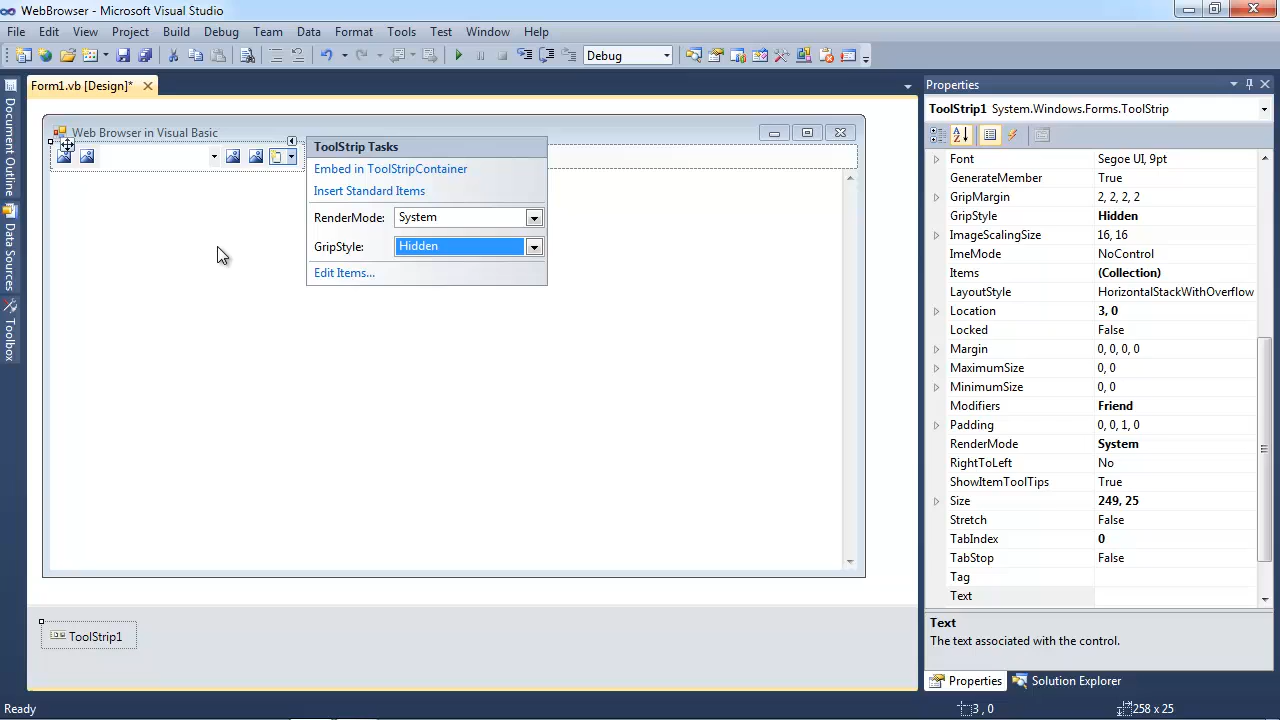 WebBrowser - Microsoft Visual Studio
File Edit View Project Build Debug Team Data Format Tools Test Window Help
Debug
Form1.vb [Design]*
Document Outline
Data Sources
Toolbox
Web Browser in Visual Basic
ToolStrip Tasks
Embed in ToolStripContainer
Insert Standard Items
RenderMode: System
GripStyle: Hidden
Edit Items...
ToolStrip1
Properties
ToolStrip1 System.Windows.Forms.ToolStrip
Font Segoe UI, 9pt
GenerateMember True
GripMargin 2, 2, 2, 2
GripStyle Hidden
ImageScalingSize 16, 16
ImeMode NoControl
Items (Collection)
LayoutStyle HorizontalStackWithOverflow
Location 3, 0
Locked False
Margin 0, 0, 0, 0
MaximumSize 0, 0
MinimumSize 0, 0
Modifiers Friend
Padding 0, 0, 1, 0
RenderMode System
RightToLeft No
ShowItemToolTips True
Size 249, 25
Stretch False
TabIndex 0
TabStop False
Tag
Text
Text
The text associated with the control.
Properties Solution Explorer
Ready 3 , 0 258 x 25